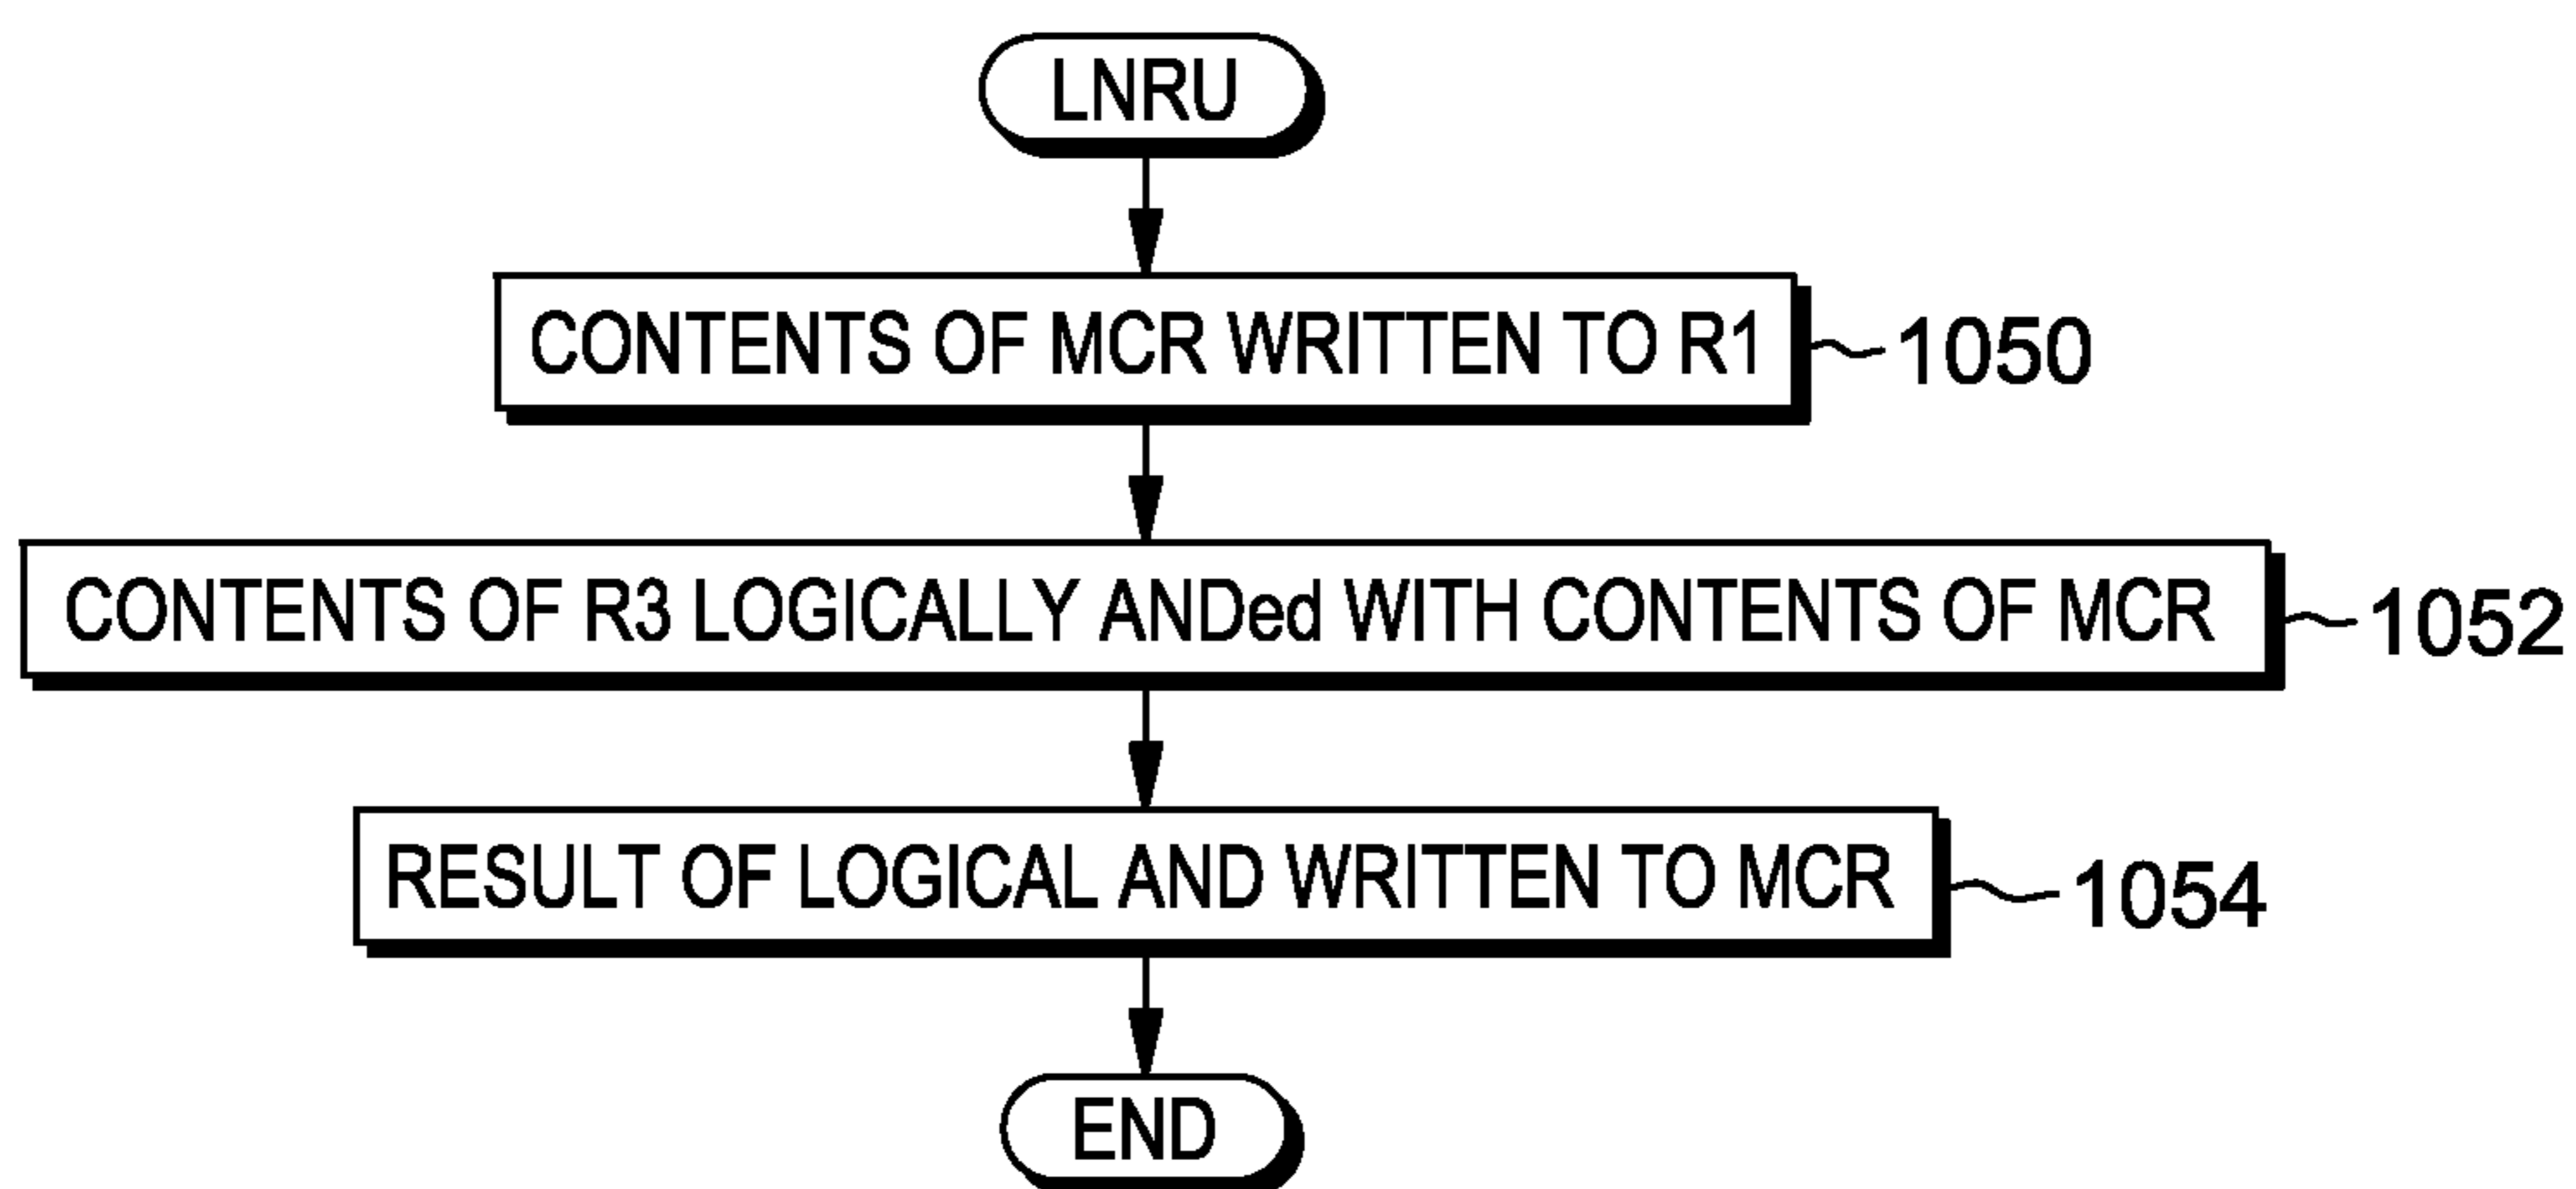 LNRU
CONTENTS OF MCR WRITTEN TO R1
1050
CONTENTS OF R3 LOGICALLY ANDed WITH CONTENTS OF MCR
1052
RESULT OF LOGICAL AND WRITTEN TO MCR
1054
END